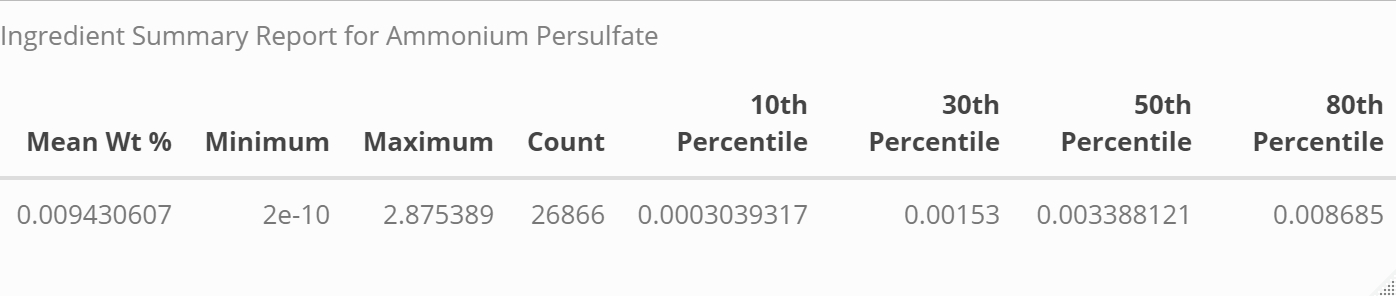 Ingredient Summary Report for Ammonium Persulfate
10th 30th 50th 80th
Mean Wt % Minimum Maximum Count Percentile Percentile Percentile Percentile
0.009430607 2e-10 2.875389 26866 0.0003039317 0.00153 0.003388121 0.008685